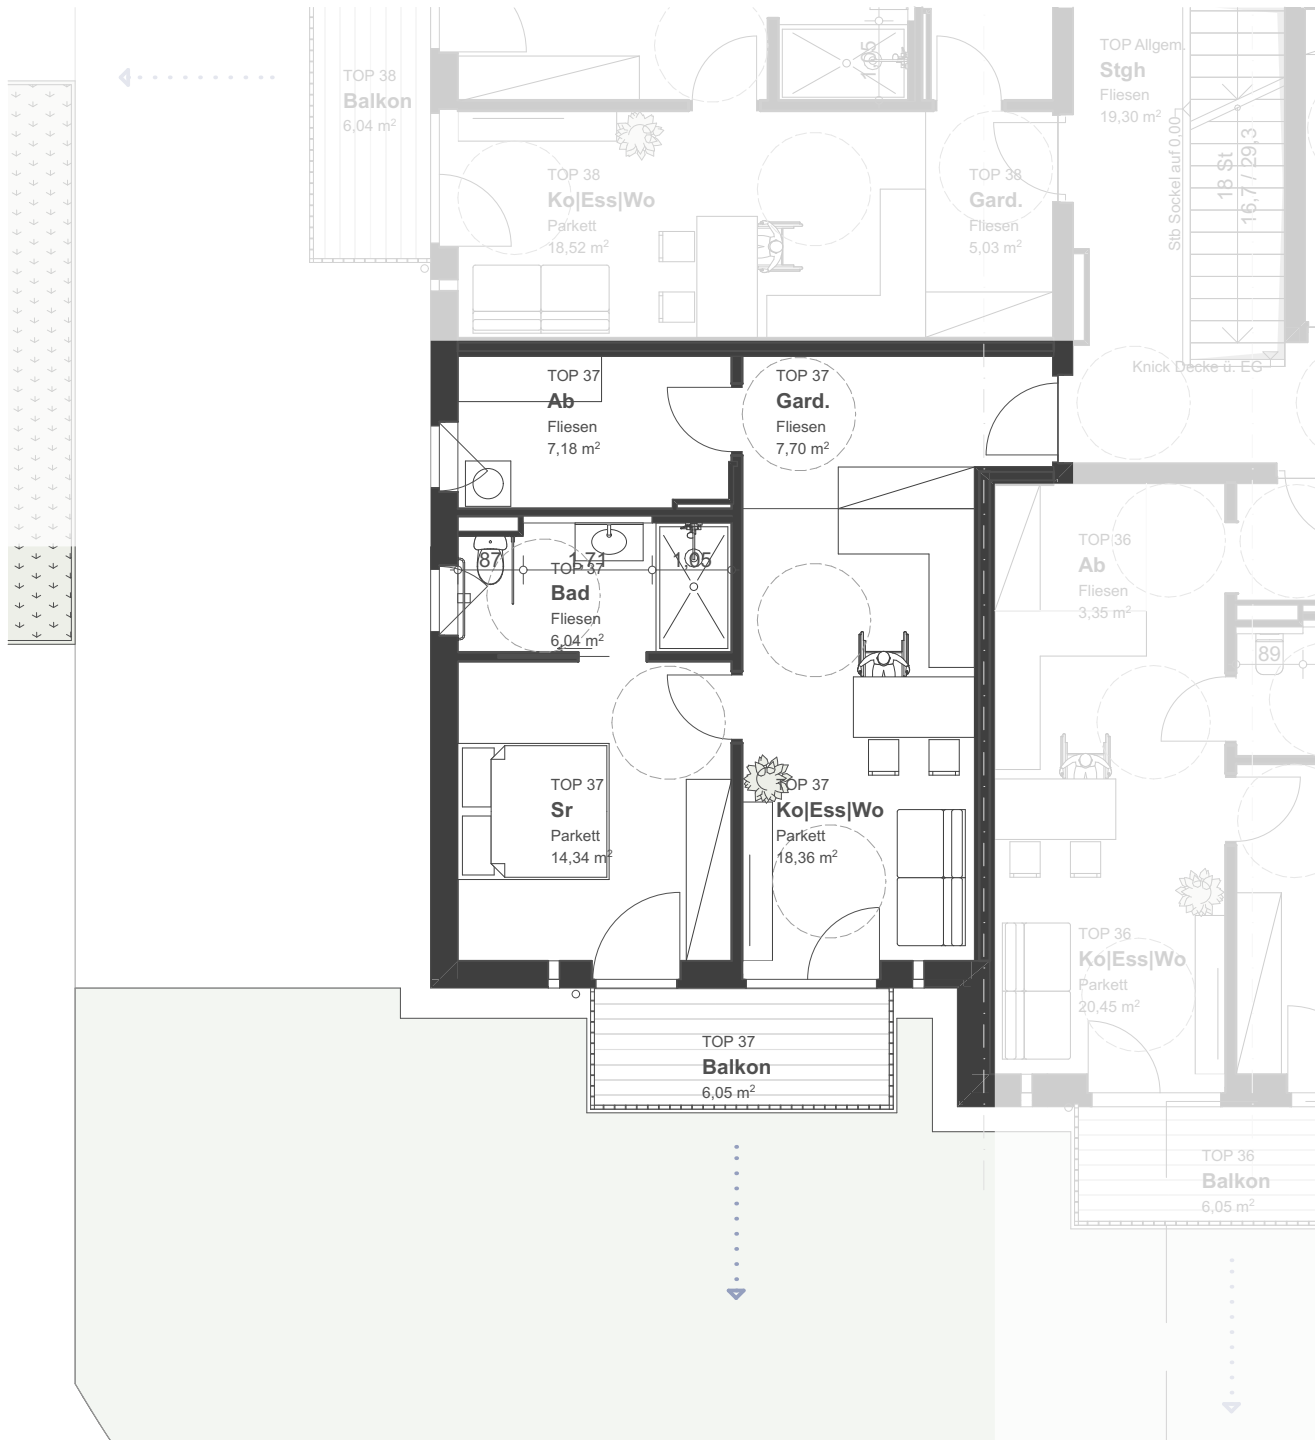 TOP 38
Balkon
6,04 m²
1,05
TOP Allgem.
Stgh
Fliesen
19,30 m²
Stb Sockel auf 0.00
18 St
16,7 / 29,3
TOP 38
Ko|Ess|Wo
Parkett
18,52 m²
TOP 38
Gard.
Fliesen
5,03 m²
Knick Decke ü. EG
TOP 37
Ab
Fliesen
7,18 m²
TOP 37
Gard.
Fliesen
7,70 m²
87
1,71
1,05
TOP 37
Bad
Fliesen
6,04 m²
TOP 36
Ab
Fliesen
3,35 m²
89
TOP 37
Sr
Parkett
14,34 m²
TOP 37
Ko|Ess|Wo
Parkett
18,36 m²
TOP 36
Ko|Ess|Wo
Parkett
20,45 m²
TOP 37
Balkon
6,05 m²
TOP 36
Balkon
6,05 m²